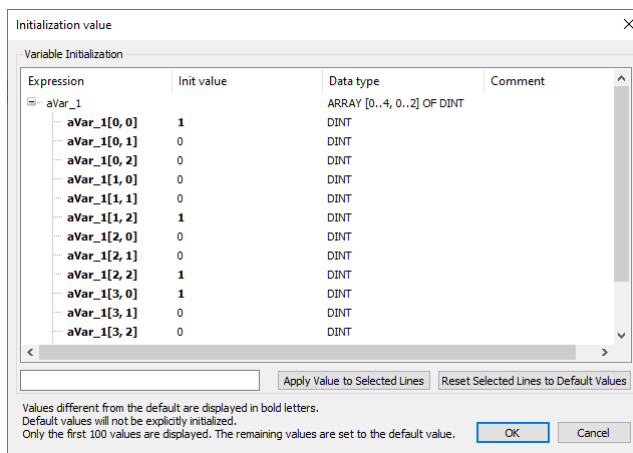 Initialization value
Variable Initialization
Expression Init value Data type Comment
aVar_1 ARRAY [0..4, 0..2] OF DINT
aVar_1[0, 0] 1 DINT
aVar_1[0, 1] 0 DINT
aVar_1[0, 2] 0 DINT
aVar_1[1, 0] 0 DINT
aVar_1[1, 1] 0 DINT
aVar_1[1, 2] 1 DINT
aVar_1[2, 0] 0 DINT
aVar_1[2, 1] 0 DINT
aVar_1[2, 2] 1 DINT
aVar_1[3, 0] 1 DINT
aVar_1[3, 1] 0 DINT
aVar_1[3, 2] 0 DINT
Apply Value to Selected Lines Reset Selected Lines to Default Values
Values different from the default are displayed in bold letters.
Default values will not be explicitly initialized.
Only the first 100 values are displayed. The remaining values are set to the default value.
OK Cancel